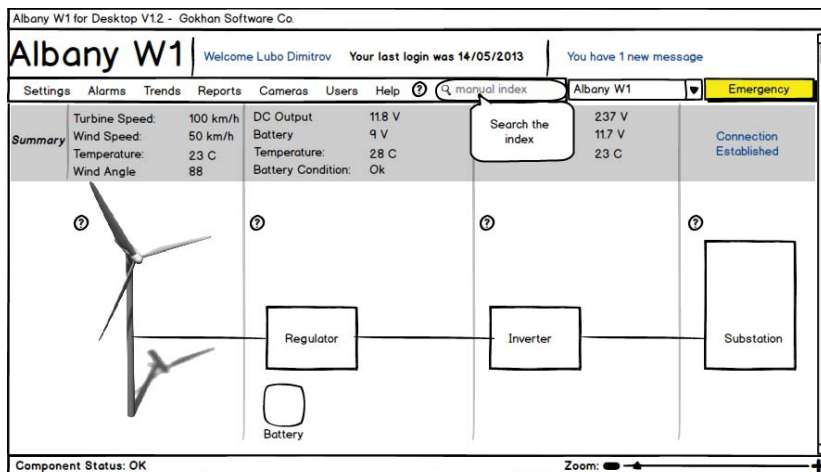 Albany W1 for Desktop V1.2 - Gokhan Software Co.
Albany W1
Welcome Lubo Dimitrov
Your last login was 14/05/2013
You have 1 new message
Settings Alarms Trends Reports Cameras Users Help ? manual index Albany W1 Emergency
Summary
Turbine Speed: 100 km/h
Wind Speed: 50 km/h
Temperature: 23 C
Wind Angle 88
DC Output 11.8 V
Battery 9 V
Temperature: 28 C
Battery Condition: Ok
Search the
index
237 V
11.7 V
23 C
Connection
Established
? ? ? ?
Regulator
Inverter
Substation
Battery
Component Status: OK
Zoom: